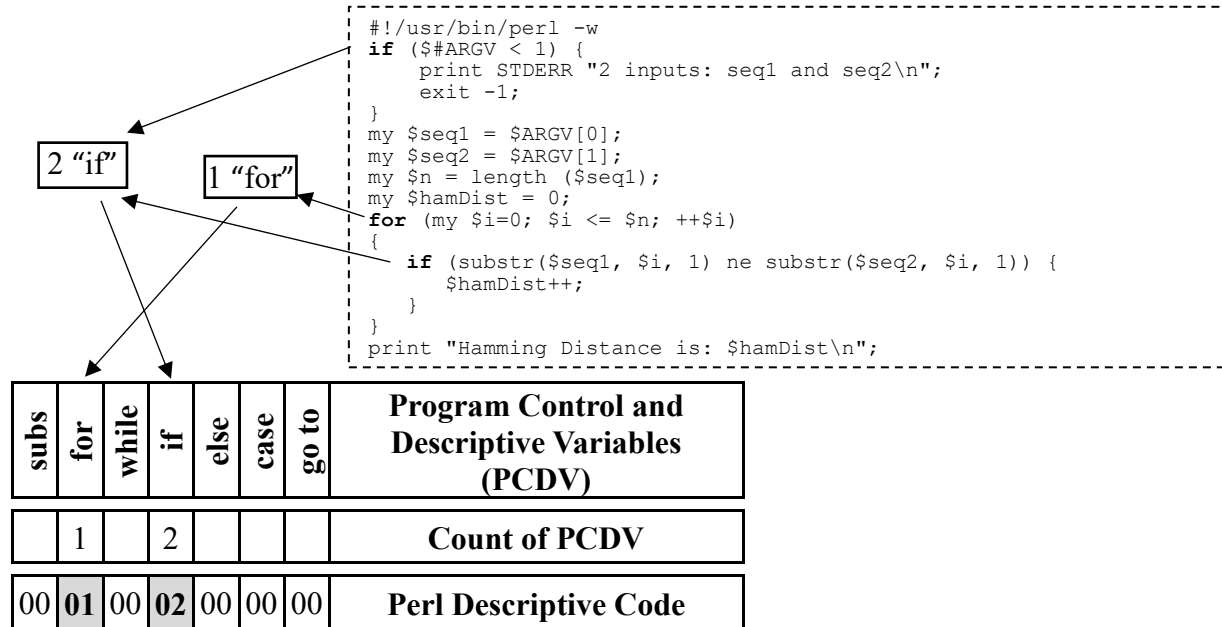 #!/usr/bin/perl -w
if ($#ARGV < 1) {
    print STDERR "2 inputs: seq1 and seq2\n";
    exit -1;
}
my $seq1 = $ARGV[0];
my $seq2 = $ARGV[1];
my $n = length ($seq1);
my $hamDist = 0;
for (my $i=0; $i <= $n; ++$i)
{
   if (substr($seq1, $i, 1) ne substr($seq2, $i, 1)) {
      $hamDist++;
   }
}
print "Hamming Distance is: $hamDist\n";
2 “if”
1 “for”
subs for while if else case go to
Program Control and
Descriptive Variables
(PCDV)
1 2 Count of PCDV
00 01 00 02 00 00 00 Perl Descriptive Code